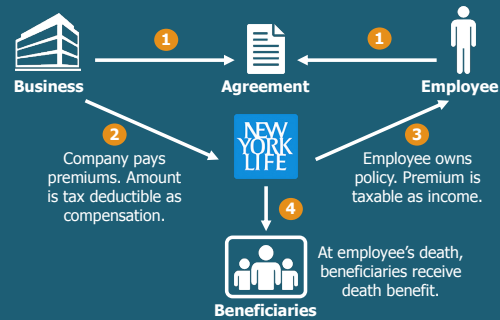 1
1
Business
Agreement
Employee
2
3
NEW
YORK
LIFE
Company pays
premiums. Amount
is tax deductible as
compensation.
Employee owns
policy. Premium is
taxable as income.
4
At employee’s death,
beneficiaries receive
death benefit.
Beneficiaries